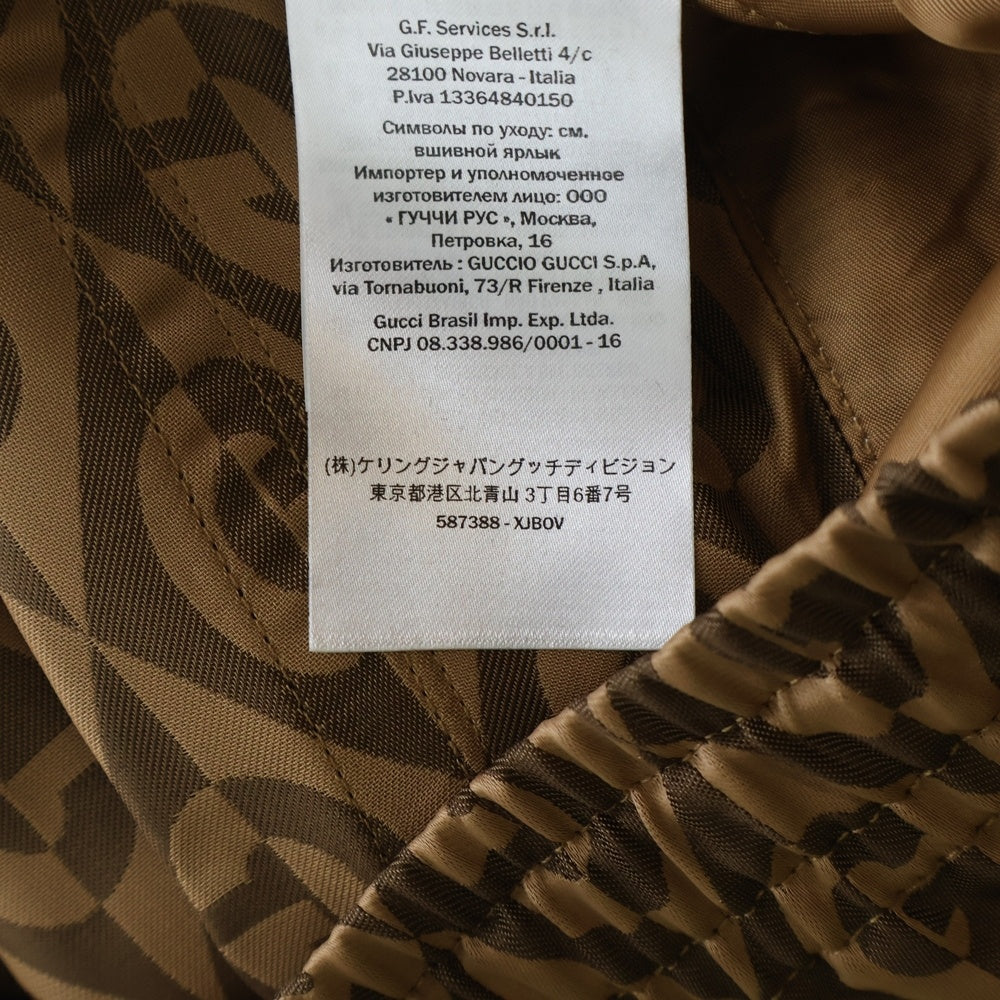 G.F. Services S.r.l.
Via Giuseppe Belletti 4/c
28100 Novara - Italia
P.Iva 13364840150
Символы по уходу: см.
вшивной ярлык
Импортер и уполномоченное
изготовителем лицо: ООО
« ГУЧЧИ РУС », Москва,
Петровка, 16
Изготовитель : GUCCIO GUCCI S.p.A,
via Tornabuoni, 73/R Firenze , Italia
Gucci Brasil Imp. Exp. Ltda.
CNPJ 08.338.986/0001 - 16
(株)ケリングジャパングッチディビジョン
東京都港区北青山 3丁目6番7号
587388 - XJBOV